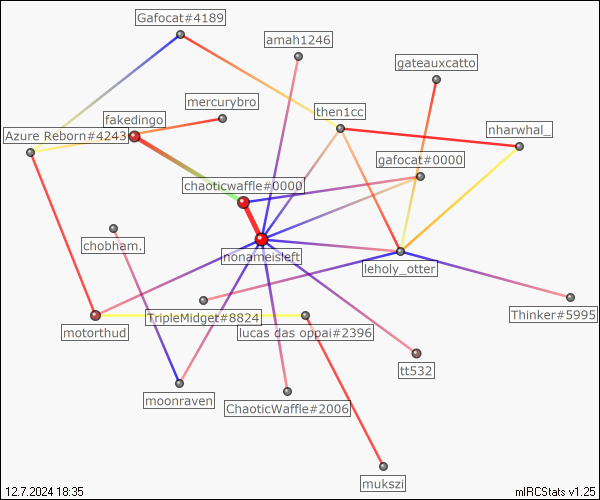 Gafocat#4189
amah1246
gateauxcatto
mercurybro
fakedingo
then1cc
nharwhal_
Azure Reborn#4243
gafocat#0000
chaoticwaffle#0000
chobham.
nonameisleft
leholy_otter
TripleMidget#8824
Thinker#5995
motorthud
lucas das oppai#2396
tt532
moonraven
ChaoticWaffle#2006
mukszi
12.7.2024 18:35
mIRCStats v1.25